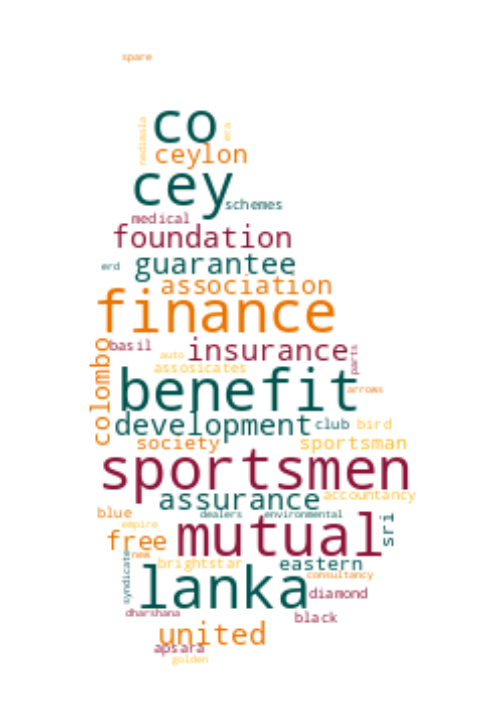 spare
co
nedimala
era
ceylon
cey
schemes
medical
foundation
erd
guarantee
association
finance
basil
insurance
parts
auto
assosicates
colombo
benefit
arrows
development
club
bird
society
sportsman
sportsmen
assurance
accountancy
blue
dealers
environmental
empire
mutual
sri
free
new
syndicate
brightstar
eastern
consultancy
lanka
diamond
dharshana
black
united
apsara
golden